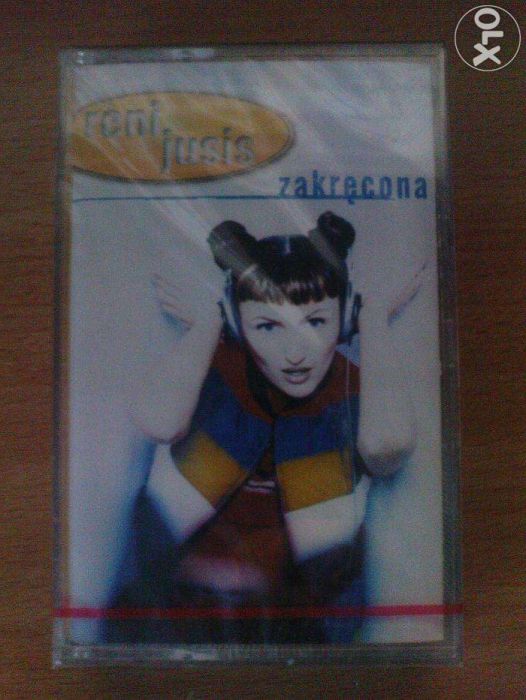 OLX
reni
jusis
zakręcona